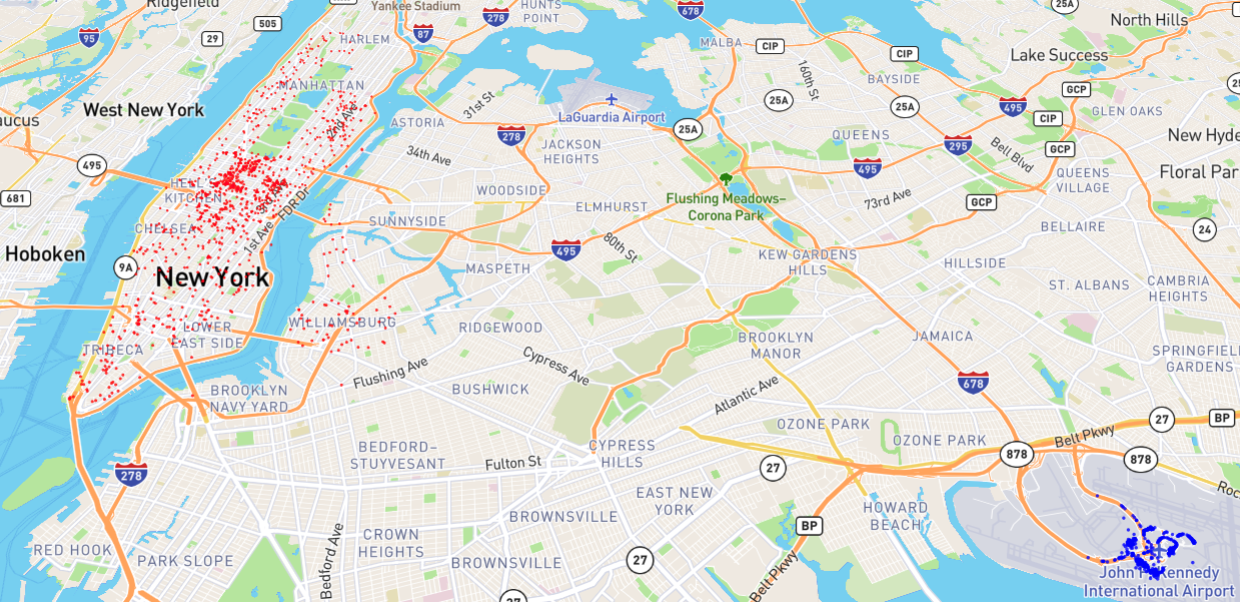 Ridgefield
505
95
29
Yankee Stadium
87
278
HUNTS
POINT
678
25A
North Hills
HARLEM
MALBA
CIP
CIP
Lake Success
160th St
BAYSIDE
GCP
MANHATTAN
West New York
2nd Ave
31st St
LaGuardia Airport
25A
25A
495
CIP
GLEN OAKS
ASTORIA
278
25A
QUEENS
295
Bell Blvd
GCP
New Hyde
34th Ave
JACKSON
HEIGHTS
495
495
QUEENS
VILLAGE
Floral Par
681
HELL'S
KITCHEN
3rd
WOODSIDE
ELMHURST
Flushing Meadows–
Corona Park
73rd Ave
GCP
CHELSEA
1st Ave
FDR Dr
SUNNYSIDE
BELLAIRE
24
Hoboken
9A
New York
495
80th St
MASPETH
KEW GARDENS
HILLS
HILLSIDE
ST. ALBANS
CAMBRIA
HEIGHTS
TRIBECA
LOWER
EAST SIDE
WILLIAMSBURG
RIDGEWOOD
BROOKLYN
MANOR
JAMAICA
SPRINGFIEL
GARDENS
Flushing Ave
Cypress Ave
BUSHWICK
BROOKLYN
NAVY YARD
Atlantic Ave
678
OZONE PARK
OZONE PARK
Belt Pkwy
27
BP
BEDFORD–
STUYVESANT
Fulton St
CYPRESS
HILLS
878
878
278
27
EAST NEW
YORK
BP
HOWARD
BEACH
BROWNSVILLE
CROWN
HEIGHTS
RED HOOK
PARK SLOPE
Bedford Ave
BROWNSVILLE
27
Belt Pkwy
John F Kennedy
International Airport